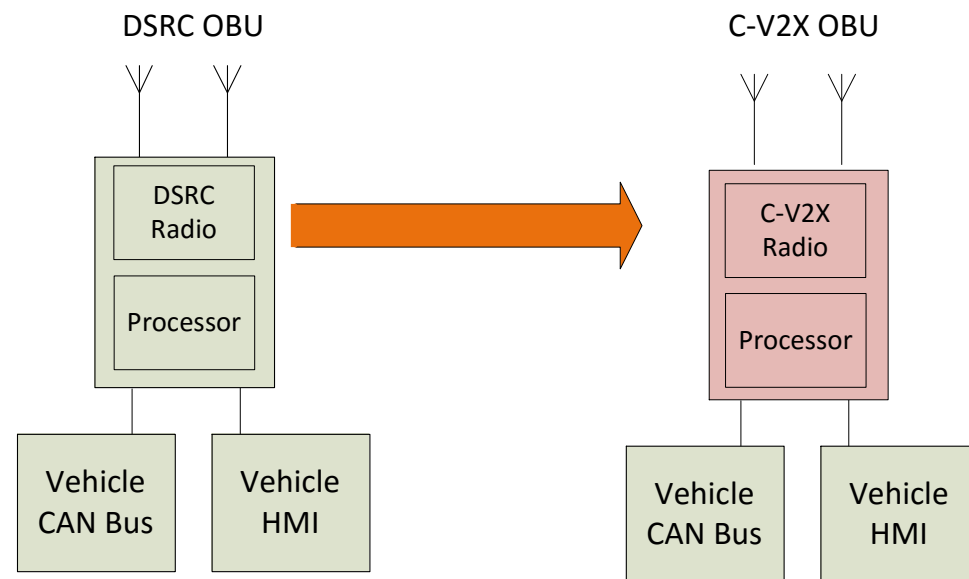 DSRC OBU
DSRC
Radio
Processor
Vehicle
CAN Bus
Vehicle
HMI
C-V2X OBU
C-V2X
Radio
Processor
Vehicle
CAN Bus
Vehicle
HMI